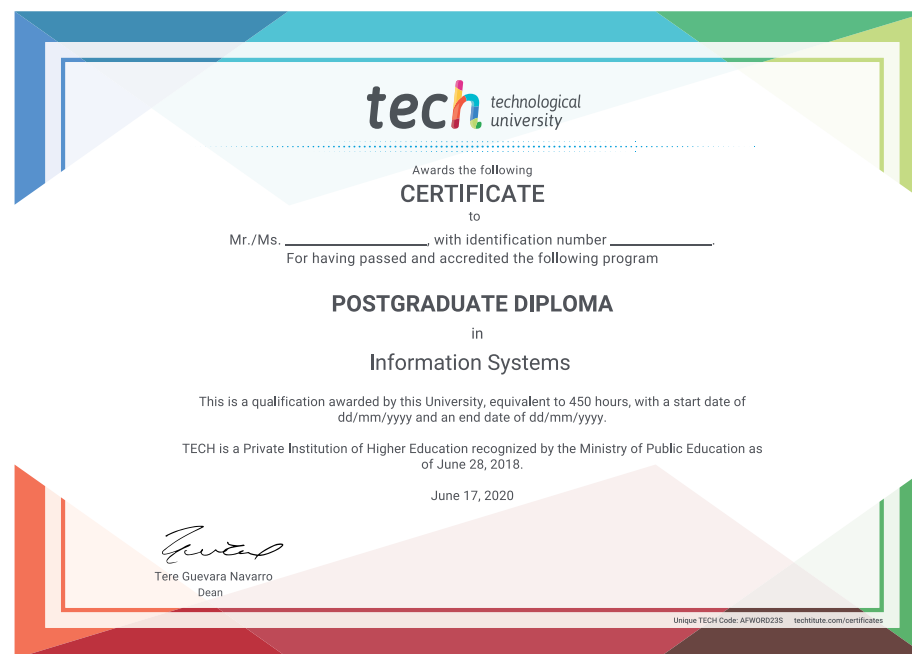 tech technological
university
Awards the following
CERTIFICATE
to
Mr./Ms. ____________________, with identification number ______________.
For having passed and accredited the following program
POSTGRADUATE DIPLOMA
in
Information Systems
This is a qualification awarded by this University, equivalent to 450 hours, with a start date of
dd/mm/yyyy and an end date of dd/mm/yyyy.
TECH is a Private Institution of Higher Education recognized by the Ministry of Public Education as
of June 28, 2018.
June 17, 2020
Tere Guevara Navarro
Dean
Unique TECH Code: AFWORD23S techtitute.com/certificates